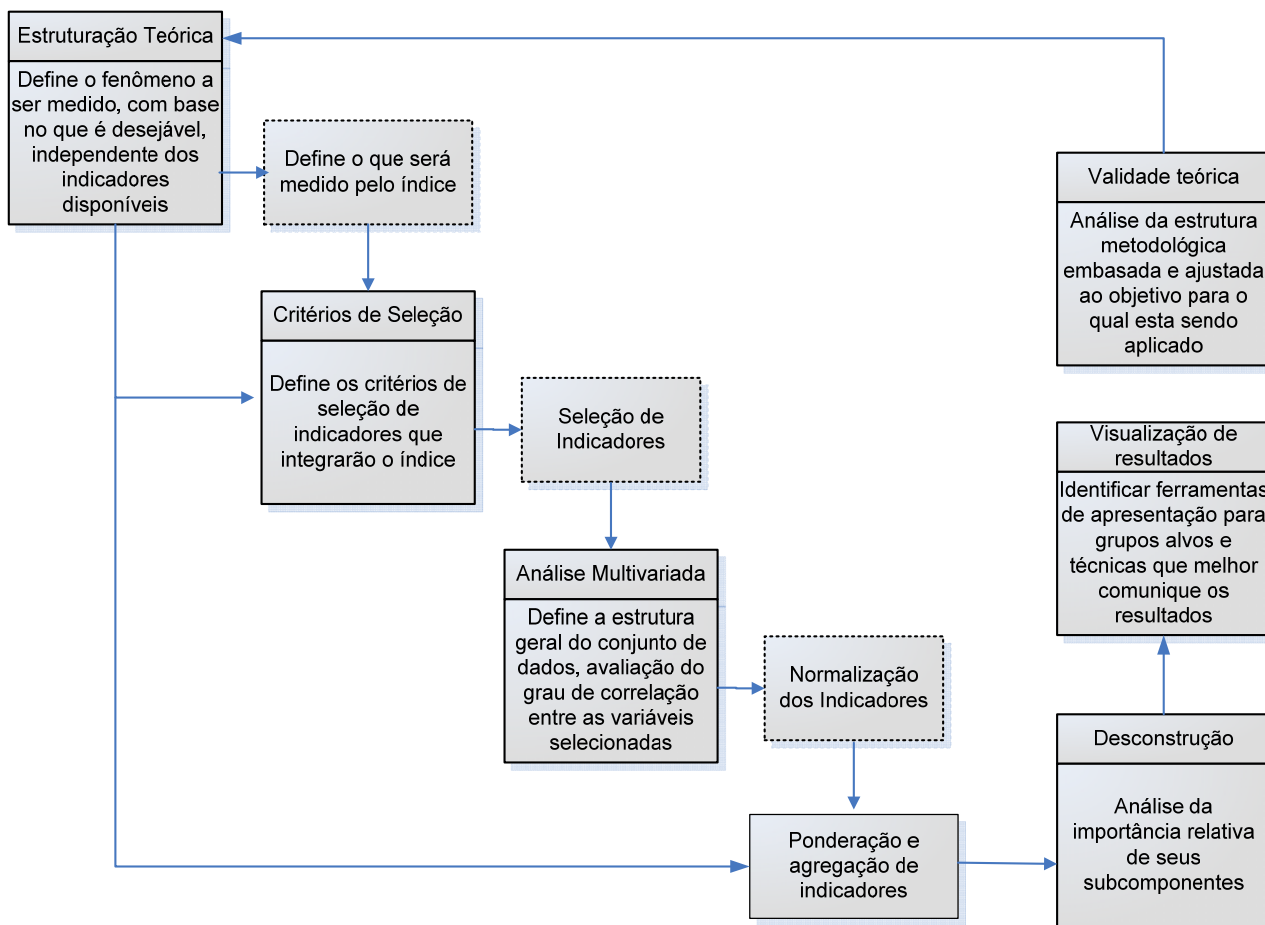 Estruturação Teórica
Define o fenômeno a
ser medido, com base
no que é desejável,
independente dos
indicadores
disponíveis
Define o que será
medido pelo índice
Critérios de Seleção
Define os critérios de
seleção de
indicadores que
integrarão o índice
Seleção de
Indicadores
Análise Multivariada
Define a estrutura
geral do conjunto de
dados, avaliação do
grau de correlação
entre as variáveis
selecionadas
Normalização
dos Indicadores
Ponderação e
agregação de
indicadores
Desconstrução
Análise da
importância relativa
de seus
subcomponentes
Visualização de
resultados
Identificar ferramentas
de apresentação para
grupos alvos e
técnicas que melhor
comunique os
resultados
Validade teórica
Análise da estrutura
metodológica
embasada e ajustada
ao objetivo para o
qual esta sendo
aplicado